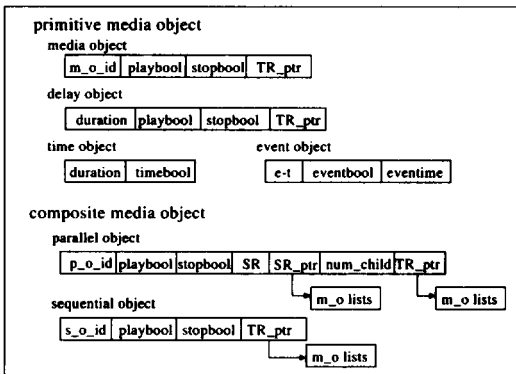 primitive media object
media object
m_o_id playbool stopbool TR_ptr
delay object
duration playbool stopbool TR_ptr
time object event object
duration timebool e-t eventbool eventime
composite media object
parallel object
p_o_id playbool stopbool SR SR_ptr num_child TR_ptr
m_o lists m_o lists
sequential object
s_o_id playbool stopbool TR_ptr
m_o lists